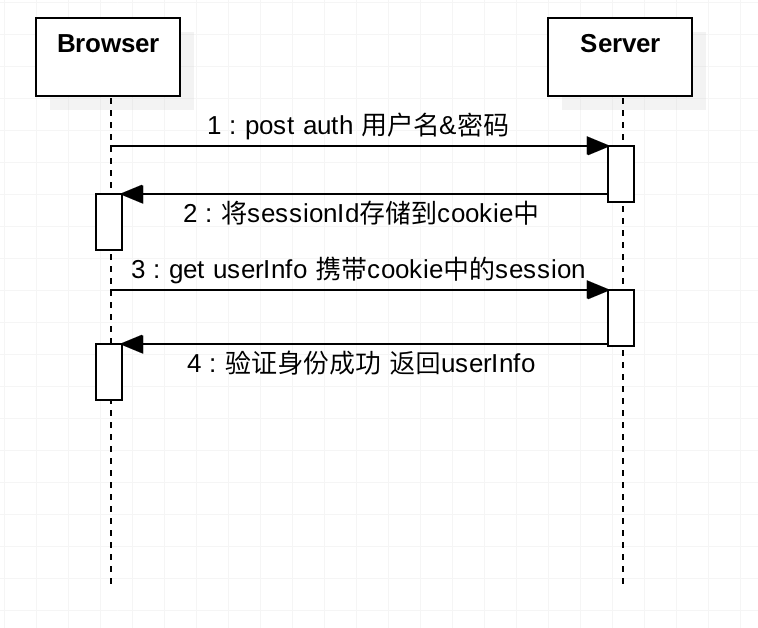 Browser
Server
1 : post auth 用户名&密码
2 : 将sessionId存储到cookie中
3 : get userInfo 携带cookie中的session
4 : 验证身份成功 返回userInfo